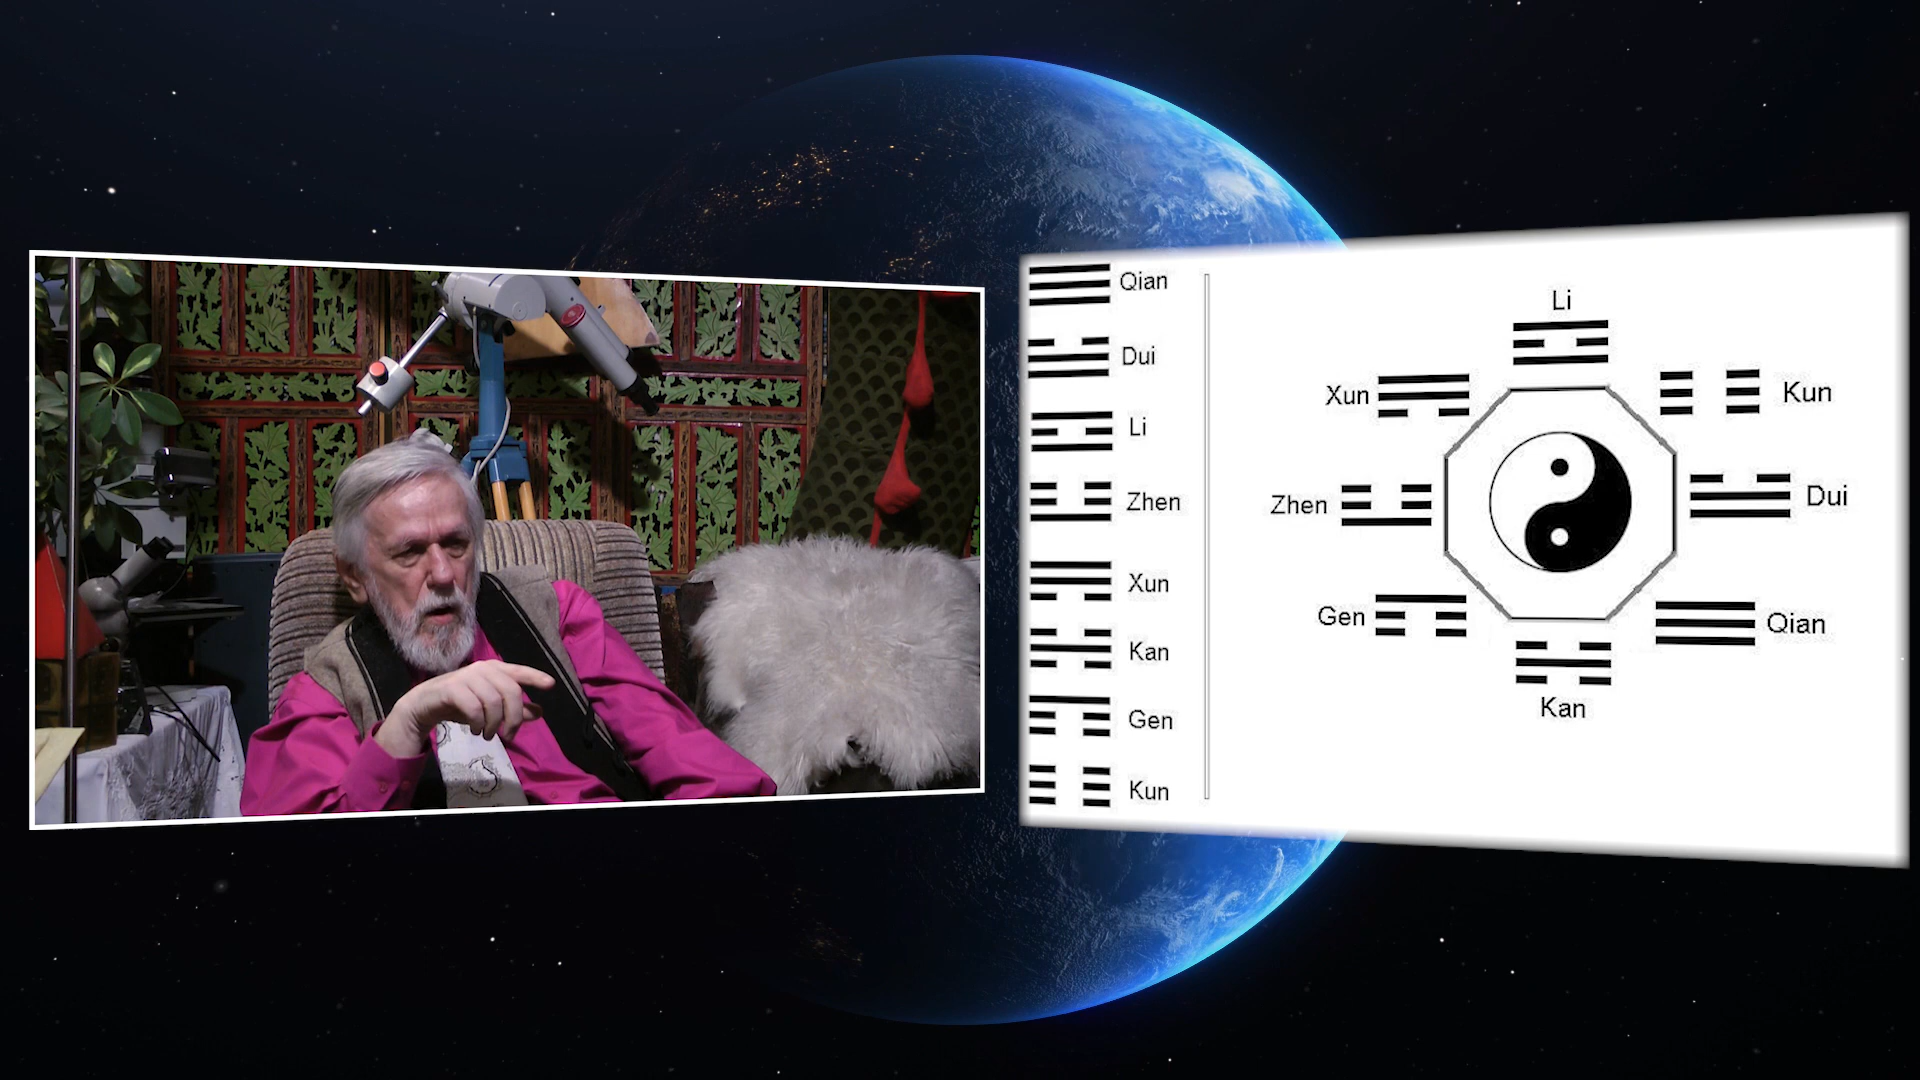 Qian
Dui
Li
Zhen
Xun
Kan
Gen
Kun
Li
Xun
Kun
Zhen
Dui
Gen
Qian
Kan